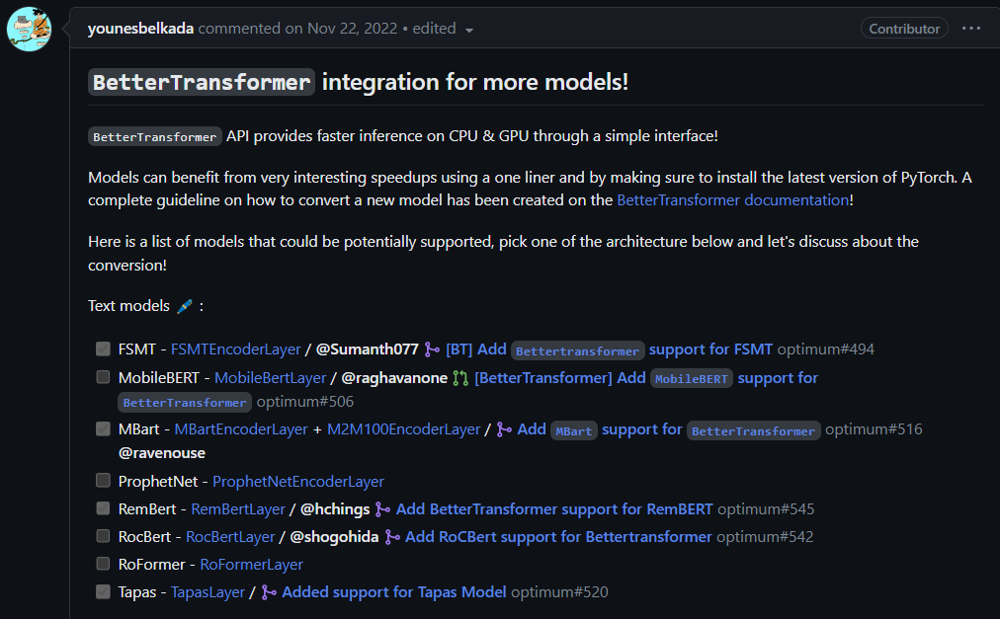 younesbelkada commented on Nov 22, 2022 • edited
Contributor
BetterTransformer integration for more models!
BetterTransformer API provides faster inference on CPU & GPU through a simple interface!
Models can benefit from very interesting speedups using a one liner and by making sure to install the latest version of PyTorch. A
complete guideline on how to convert a new model has been created on the BetterTransformer documentation!
Here is a list of models that could be potentially supported, pick one of the architecture below and let's discuss about the
conversion!
Text models 🖊️ :
FSMT - FSMTEncoderLayer / @Sumanth077 [BT] Add Bettertransformer support for FSMT optimum#494
MobileBERT - MobileBertLayer / @raghavanone [BetterTransformer] Add MobileBERT support for
BetterTransformer optimum#506
MBart - MBartEncoderLayer + M2M100EncoderLayer / Add MBart support for BetterTransformer optimum#516
@ravenouse
ProphetNet - ProphetNetEncoderLayer
RemBert - RemBertLayer / @hchings Add BetterTransformer support for RemBERT optimum#545
RocBert - RocBertLayer / @shogohida Add RoCBert support for Bettertransformer optimum#542
RoFormer - RoFormerLayer
Tapas - TapasLayer / Added support for Tapas Model optimum#520